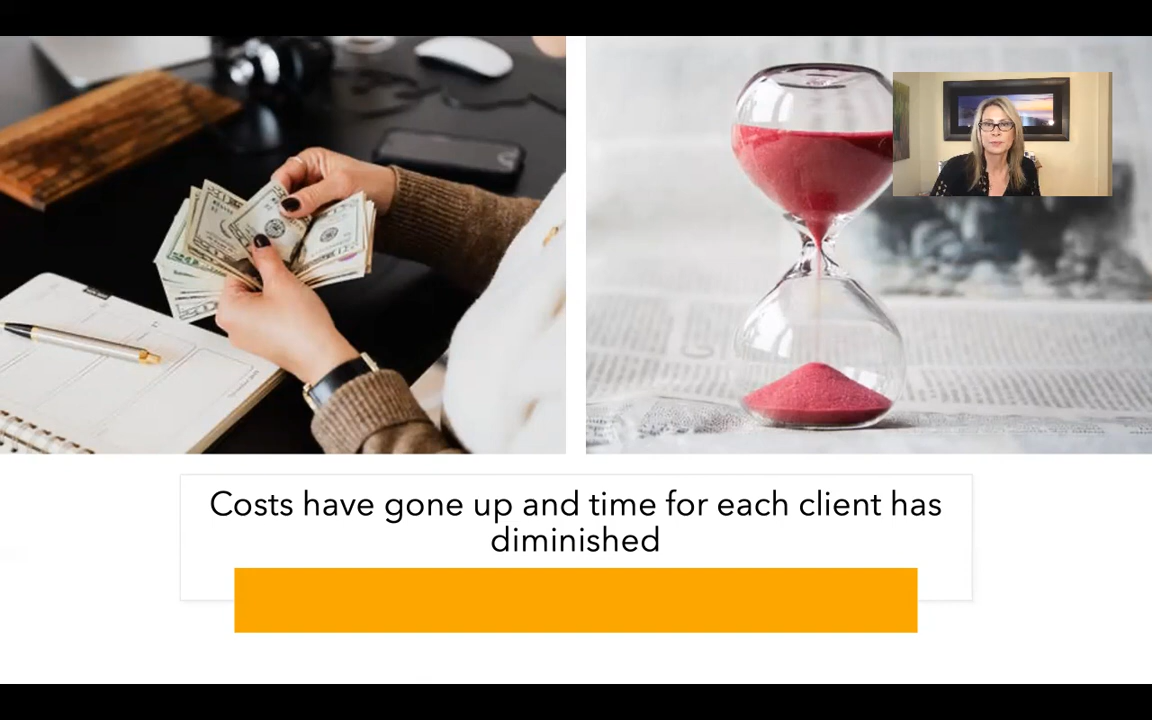 Costs have gone up and time for each client has
diminished